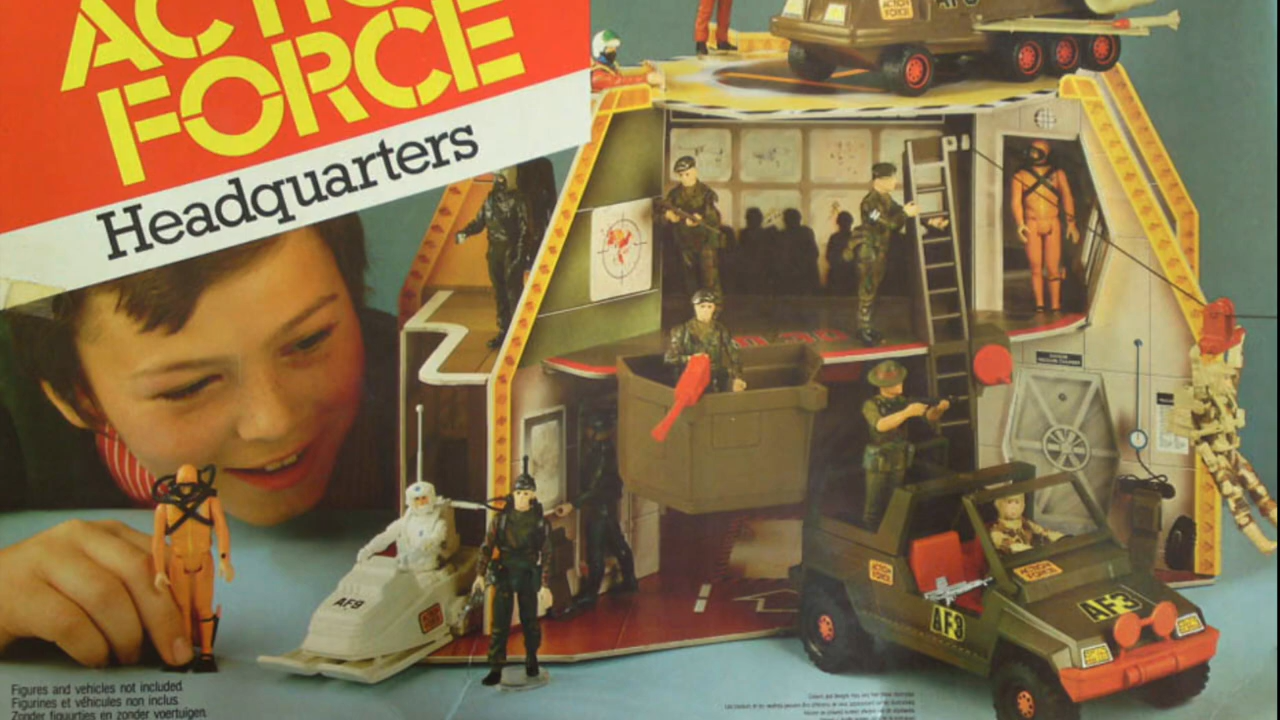 ACTION
FORCE
Headquarters
ACTION
FORCE
AF9
ACTION
FORCE
AF3
ACTION
FORCE
AF3
Figures and vehicles not included.
Figurines et véhicules non inclus.
Zonder figuurtjes en zonder voertuigen.